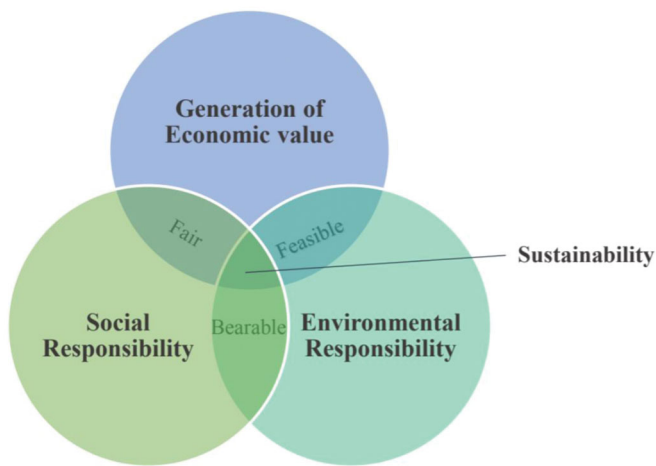 Generation of
Economic value
Fair
Feasible
Sustainability
Social
Responsibility
Bearable
Environmental
Responsibility